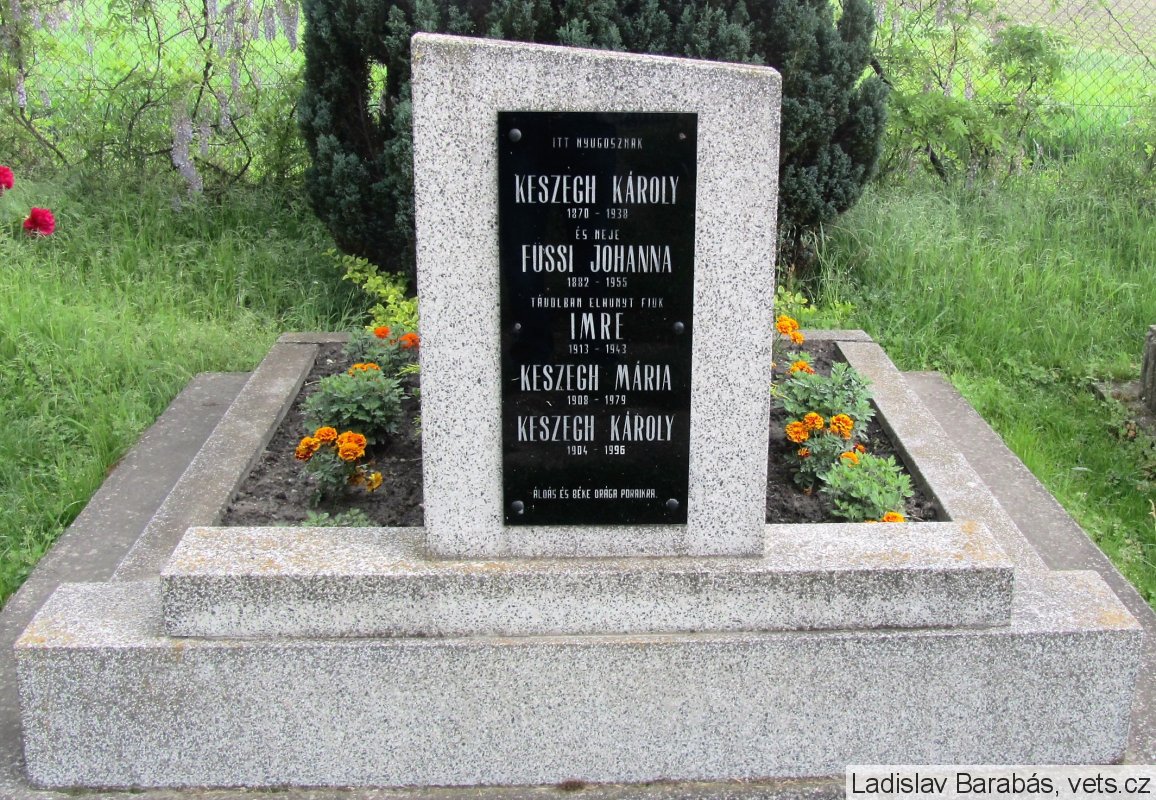 ITT NYUGOSZNAK
KESZEGH KÁROLY
1870 - 1938
ÉS NEJE
FÜSSI JOHANNA
1882 - 1955
TÁVOLBAN ELHUNYT FIUK
IMRE
1913 - 1943
KESZEGH MÁRIA
1908 - 1979
KESZEGH KÁROLY
1904 - 1996
ÁLDÁS ÉS BÉKE DRÁGA PORAIKRA.
Ladislav Barabás, vets.cz